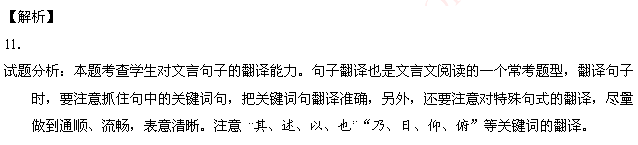 【解析】
11.
试题分析：本题考查学生对文言句子的翻译能力。句子翻译也是文言文阅读的一个常考题型，翻译句子
时，要注意抓住句中的关键词句，把关键词句翻译准确，另外，还要注意对特殊句式的翻译，尽量
做到通顺、流畅，表意清晰。注意“其、述、以、也”“乃、日、仰、俯”等关键词的翻译。